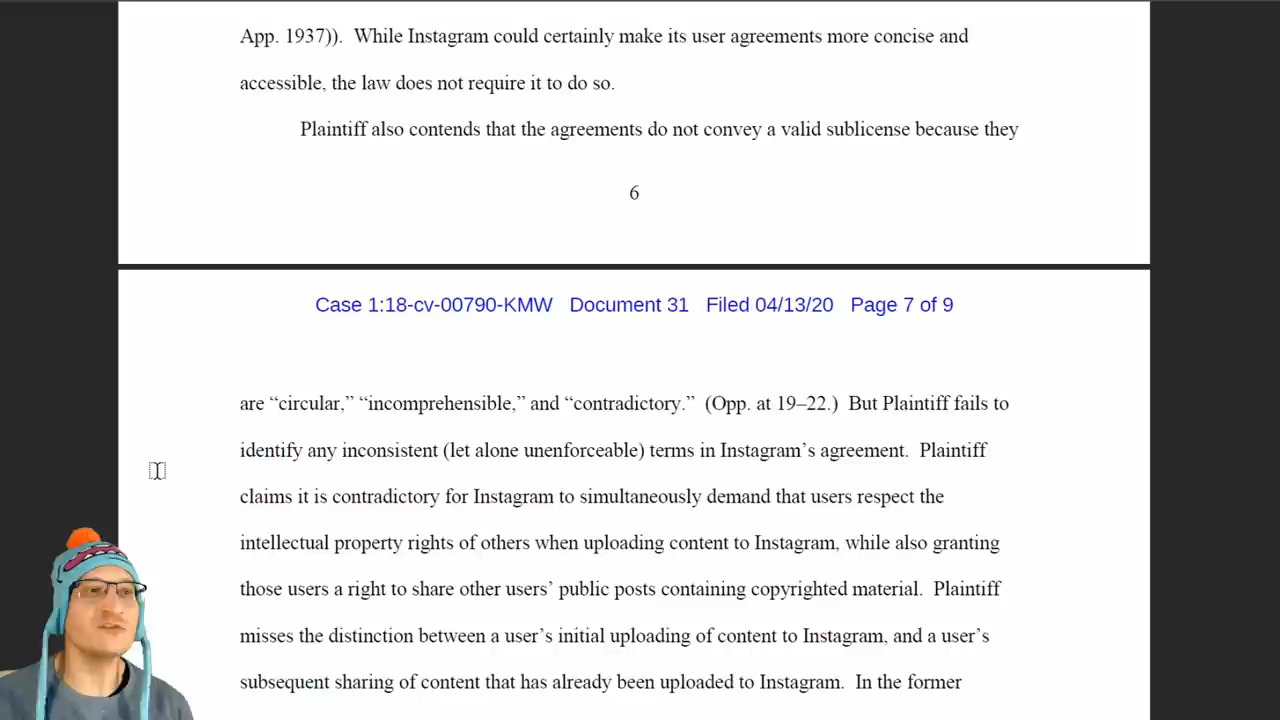 App. 1937)).  While Instagram could certainly make its user agreements more concise and
accessible, the law does not require it to do so.
Plaintiff also contends that the agreements do not convey a valid sublicense because they
6
Case 1:18-cv-00790-KMW   Document 31   Filed 04/13/20   Page 7 of 9
are “circular,” “incomprehensible,” and “contradictory.”  (Opp. at 19–22.)  But Plaintiff fails to
identify any inconsistent (let alone unenforceable) terms in Instagram’s agreement.  Plaintiff
claims it is contradictory for Instagram to simultaneously demand that users respect the
intellectual property rights of others when uploading content to Instagram, while also granting
those users a right to share other users’ public posts containing copyrighted material.  Plaintiff
misses the distinction between a user’s initial uploading of content to Instagram, and a user’s
subsequent sharing of content that has already been uploaded to Instagram.  In the former